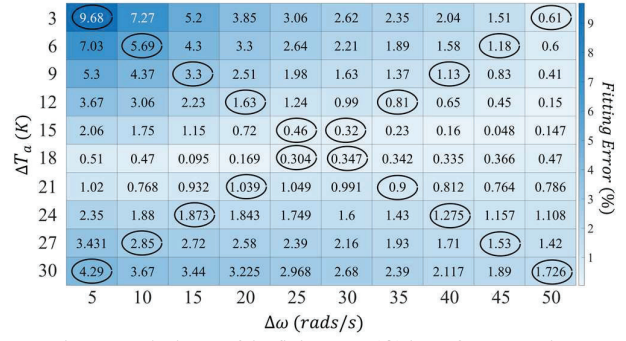 3 9.68 7.27 5.2 3.85 3.06 2.62 2.35 2.04 1.51 0.61
6 7.03 5.69 4.3 3.3 2.64 2.21 1.89 1.58 1.18 0.6
9 5.3 4.37 3.3 2.51 1.98 1.63 1.37 1.13 0.83 0.41
12 3.67 3.06 2.23 1.63 1.24 0.99 0.81 0.65 0.45 0.15
15 2.06 1.75 1.15 0.72 0.46 0.32 0.23 0.16 0.048 0.147
18 0.51 0.47 0.095 0.169 0.304 0.347 0.342 0.335 0.366 0.47
21 1.02 0.768 0.932 1.039 1.049 0.991 0.9 0.812 0.764 0.786
24 2.35 1.88 1.873 1.843 1.749 1.6 1.43 1.275 1.157 1.108
27 3.431 2.85 2.72 2.58 2.39 2.16 1.93 1.71 1.53 1.42
30 4.29 3.67 3.44 3.225 2.968 2.68 2.39 2.117 1.89 1.726
5 10 15 20 25 30 35 40 45 50
Δω (rads/s)
ΔTₐ (K)
9
8
7
6
5
4
3
2
1
Fitting Error (%)